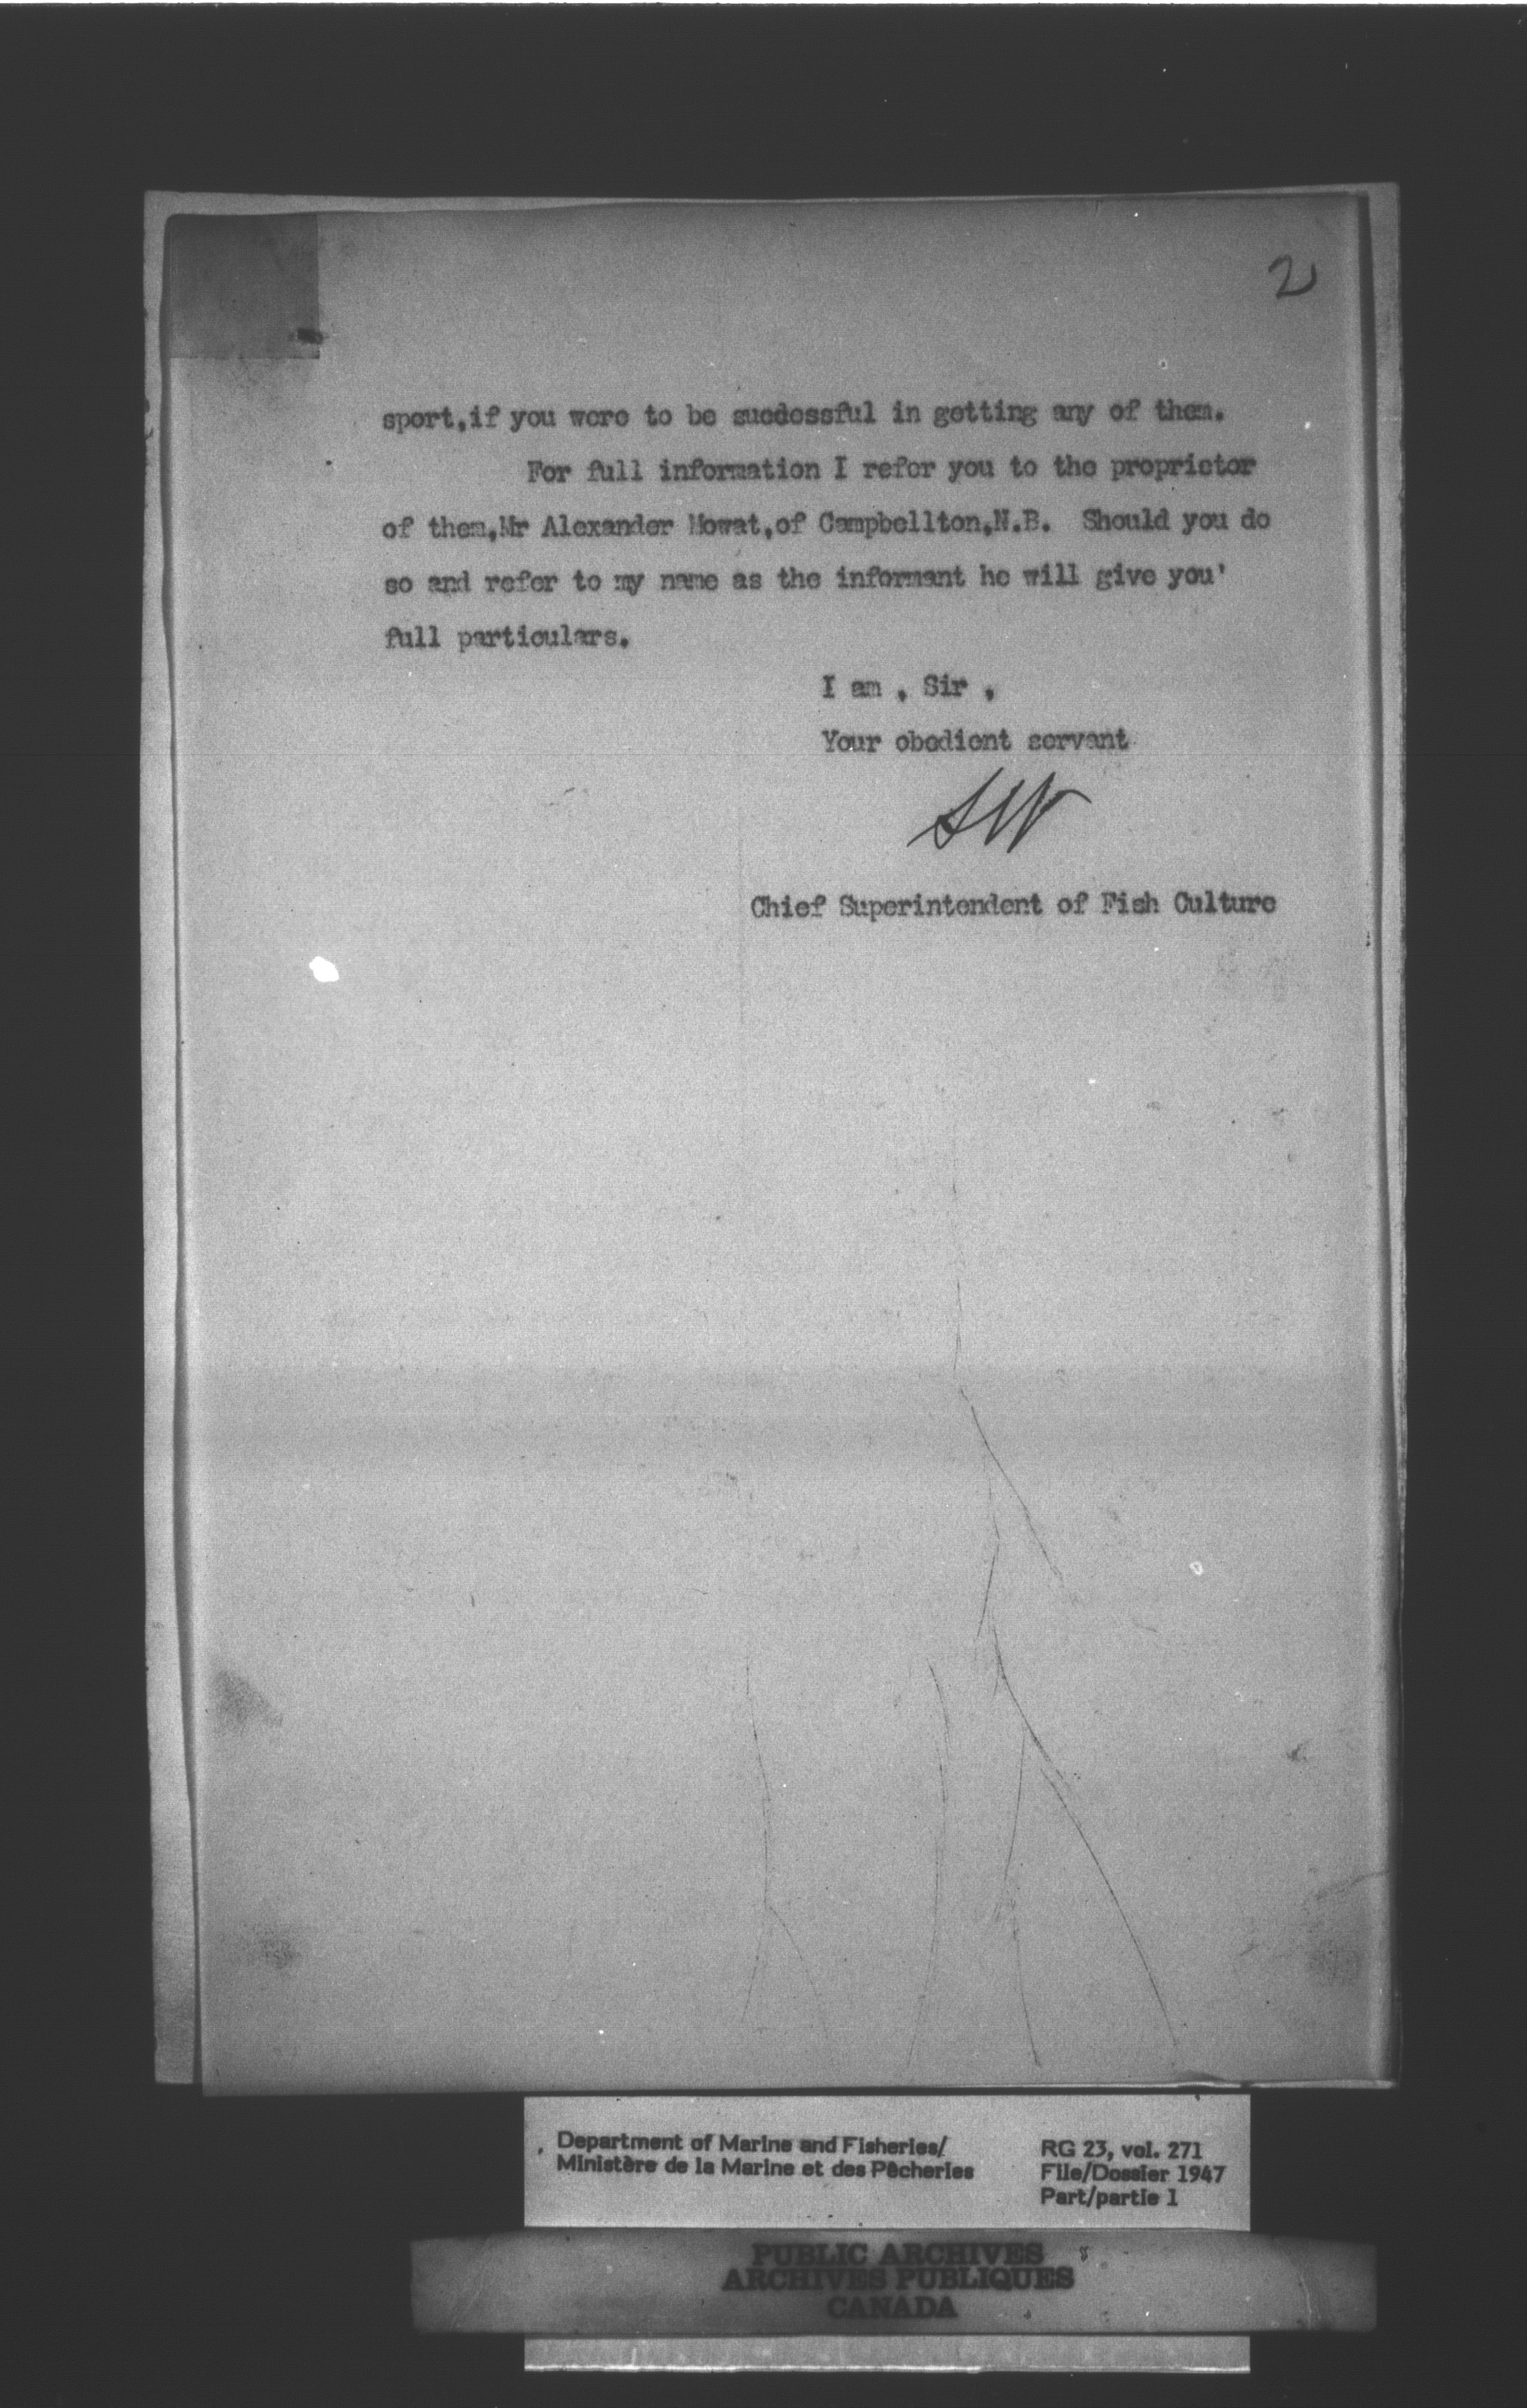 2
sport,if you were to be sucdessful in getting any of them.
For full information I refer you to the proprietor
of them,Mr Alexander Mowat,of Campbellton,N.B. Should you do
so and refer to my name as the informant he will give you'
full particulars.
I am , Sir ,
Your obedient servant
SW
Chief Superintendent of Fish Culture
Department of Marine and Fisheries/
Ministère de la Marine et des Pêcheries
RG 23, vol. 271
File/Dossier 1947
Part/partie 1
PUBLIC ARCHIVES
ARCHIVES PUBLIQUES
CANADA